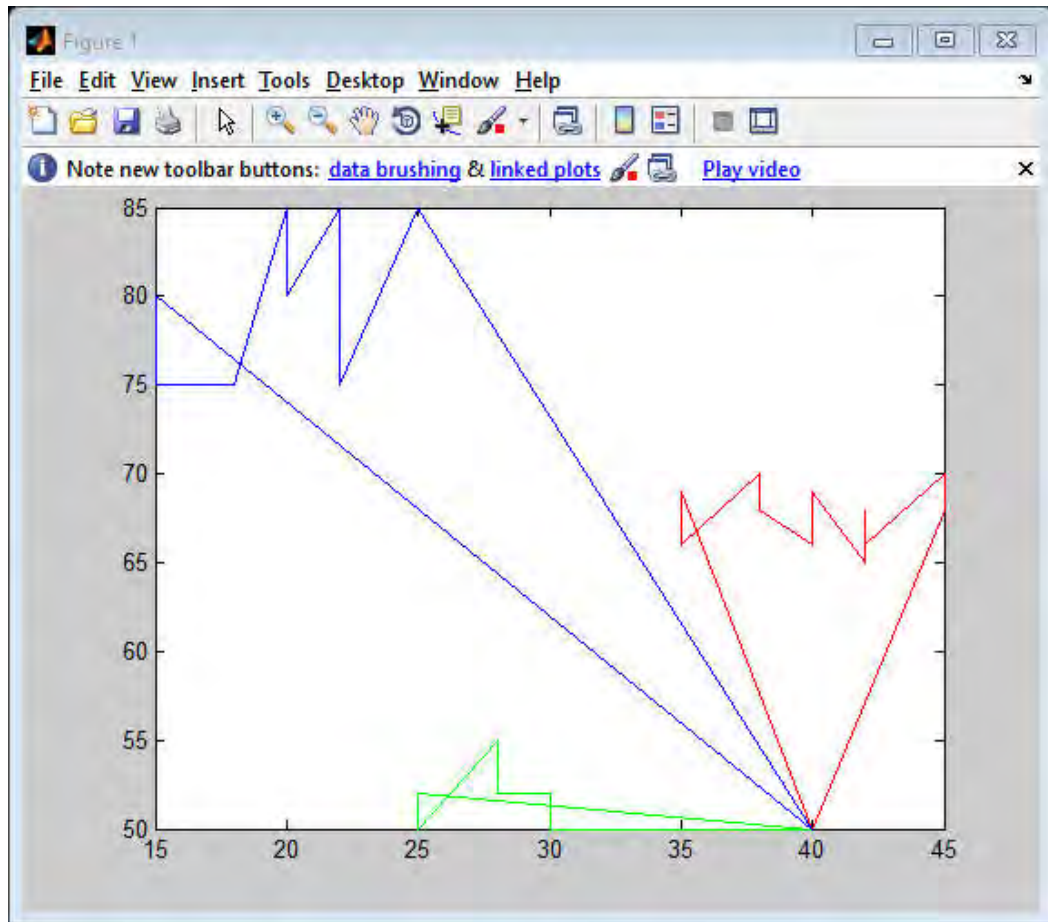 Figure 1
File Edit View Insert Tools Desktop Window Help
Note new toolbar buttons: data brushing & linked plots Play video
85
80
75
70
65
60
55
50
15 20 25 30 35 40 45